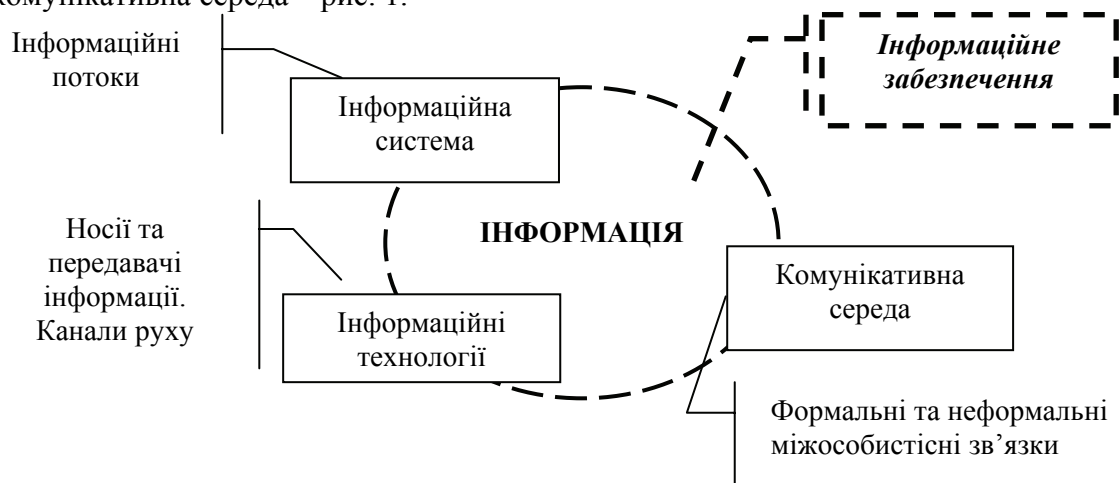 комунікативна середа – рис. 1.
Інформаційні
потоки
Інформаційне
забезпечення
Інформаційна
система
Носії та
передавачі
інформації.
Канали руху
ІНФОРМАЦІЯ
Комунікативна
середа
Інформаційні
технології
Формальні та неформальні
міжособистісні зв’язки